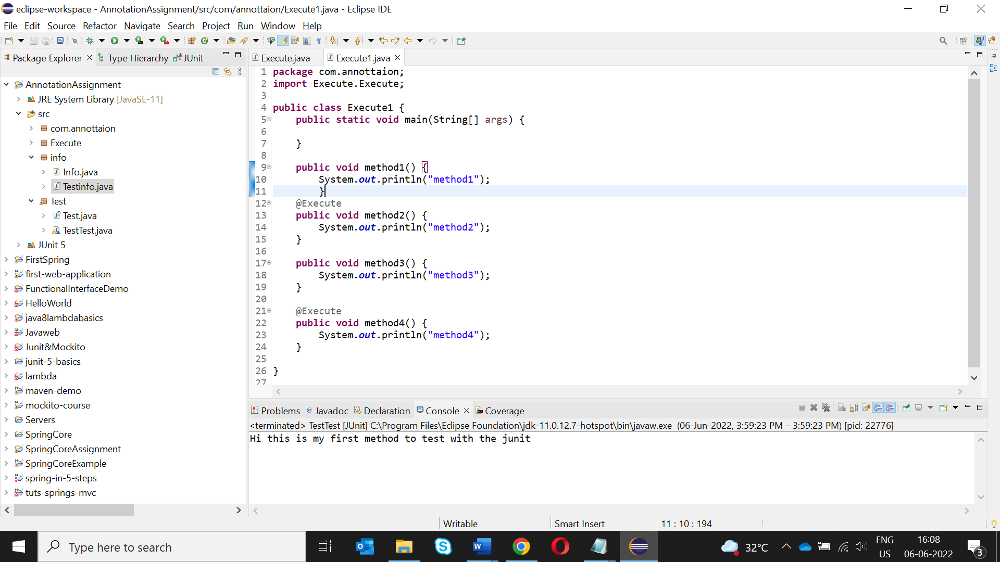 eclipse-workspace - AnnotationAssignment/src/com/annottaion/Execute1.java - Eclipse IDE
File Edit Source Refactor Navigate Search Project Run Window Help
Package Explorer Type Hierarchy JUnit
AnnotationAssignment
JRE System Library [JavaSE-11]
src
com.annottaion
Execute
info
Info.java
Testinfo.java
Test
Test.java
TestTest.java
JUnit 5
FirstSpring
first-web-application
FunctionalInterfaceDemo
HelloWorld
java8lambdabasics
Javaweb
Junit&Mockito
junit-5-basics
lambda
maven-demo
mockito-course
Servers
SpringCore
SpringCoreAssignment
SpringCoreExample
spring-in-5-steps
tuts-springs-mvc
Execute.java Execute1.java
1 package com.annottaion;
2 import Execute.Execute;
3
4 public class Execute1 {
5 public static void main(String[] args) {
6
7 }
8
9 public void method1() {
10 System.out.println("method1");
11 }
12 @Execute
13 public void method2() {
14 System.out.println("method2");
15 }
16
17 public void method3() {
18 System.out.println("method3");
19 }
20
21 @Execute
22 public void method4() {
23 System.out.println("method4");
24 }
25
26 }
27
Problems Javadoc Declaration Console Coverage
<terminated> TestTest [JUnit] C:\Program Files\Eclipse Foundation\jdk-11.0.12.7-hotspot\bin\javaw.exe (06-Jun-2022, 3:59:23 PM – 3:59:23 PM) [pid: 22776]
Hi this is my first method to test with the junit
Writable Smart Insert 11 : 10 : 194
Type here to search
32°C
ENG
US
16:08
06-06-2022
3